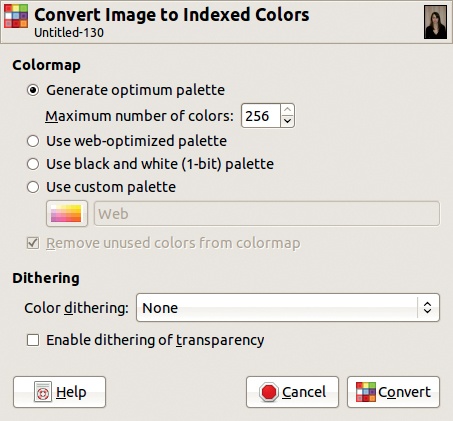 Convert Image to Indexed Colors
Untitled-130
Colormap
Generate optimum palette
Maximum number of colors: 256
Use web-optimized palette
Use black and white (1-bit) palette
Use custom palette
Web
Remove unused colors from colormap
Dithering
Color dithering: None
Enable dithering of transparency
Help Cancel Convert